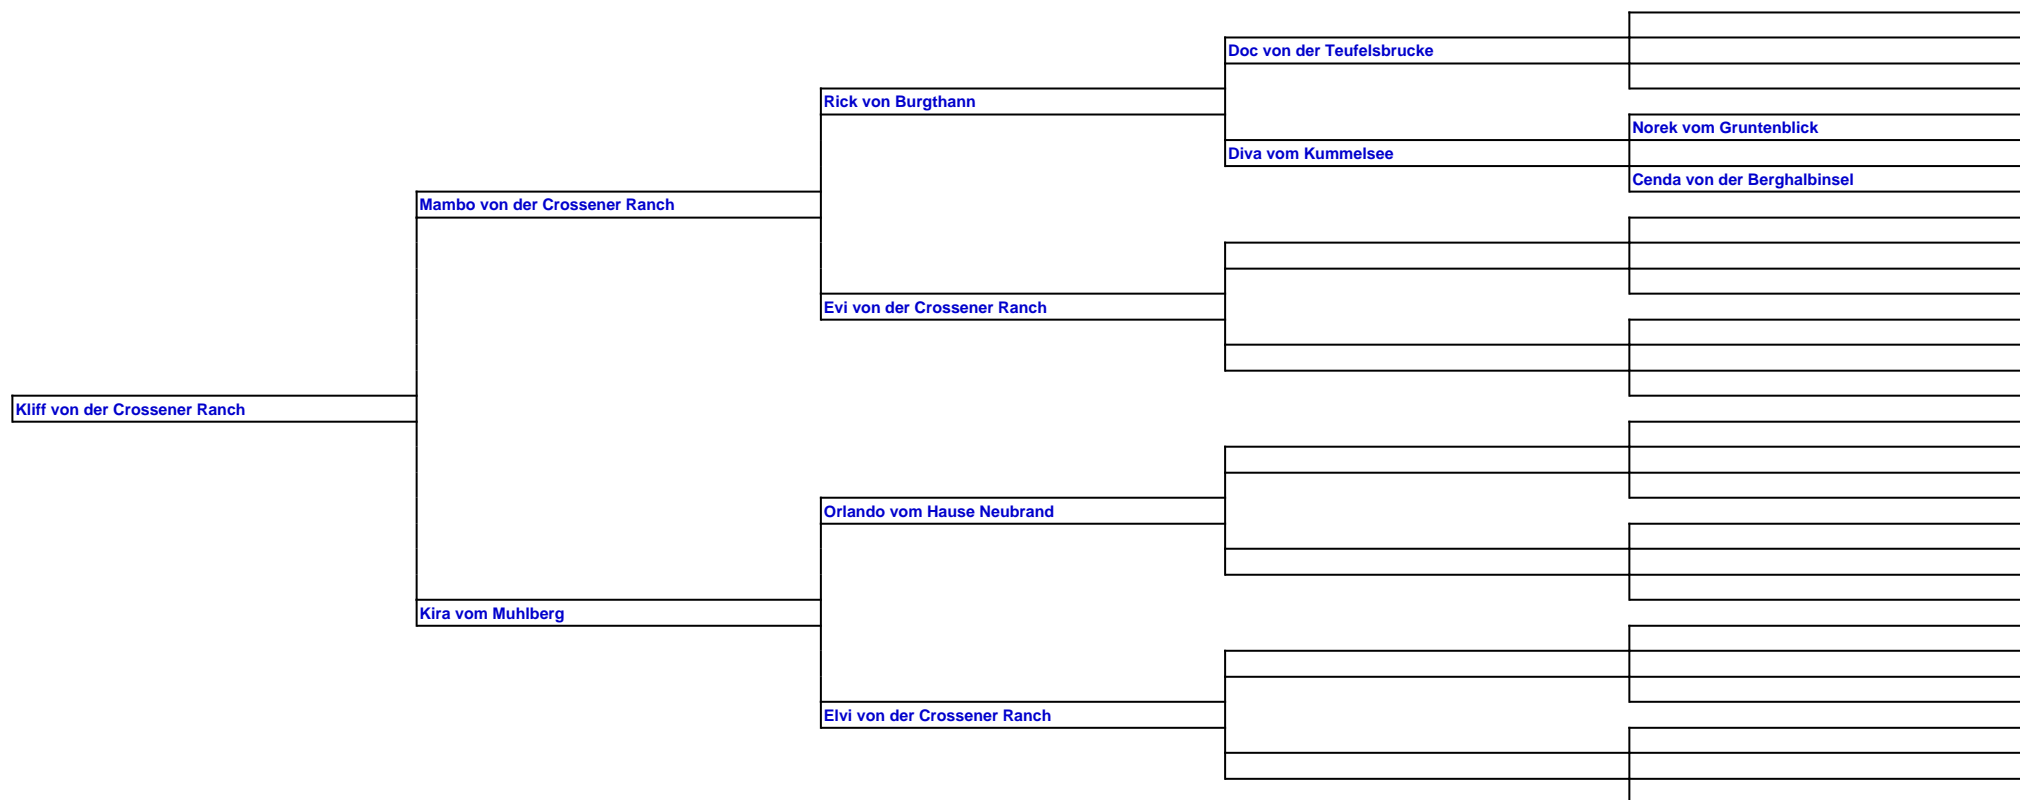 Doc von der Teufelsbrucke
Rick von Burgthann
Norek vom Gruntenblick
Diva vom Kummelsee
Cenda von der Berghalbinsel
Mambo von der Crossener Ranch
Evi von der Crossener Ranch
Kliff von der Crossener Ranch
Orlando vom Hause Neubrand
Kira vom Muhlberg
Elvi von der Crossener Ranch